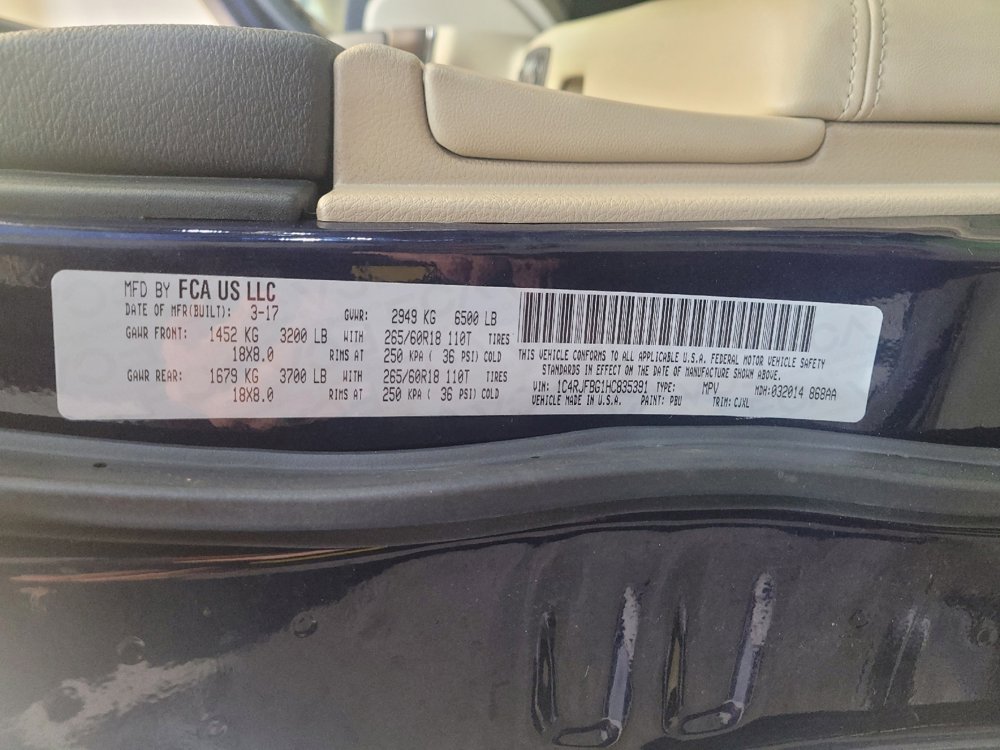 MFD BY FCA US LLC
DATE OF MFR(BUILT): 3-17 GVWR: 2949 KG 6500 LB
GAWR FRONT: 1452 KG 3200 LB WITH 265/60R18 110T TIRES
18X8.0 RIMS AT 250 KPA ( 36 PSI) COLD
GAWR REAR: 1679 KG 3700 LB WITH 265/60R18 110T TIRES
18X8.0 RIMS AT 250 KPA ( 36 PSI) COLD
THIS VEHICLE CONFORMS TO ALL APPLICABLE U.S.A. FEDERAL MOTOR VEHICLE SAFETY
STANDARDS IN EFFECT ON THE DATE OF MANUFACTURE SHOWN ABOVE.
VIN: 1C4RJFBG1HC835391 TYPE: MPV MDH:032014 868AA
VEHICLE MADE IN U.S.A. PAINT: PBU TRIM: CJXL